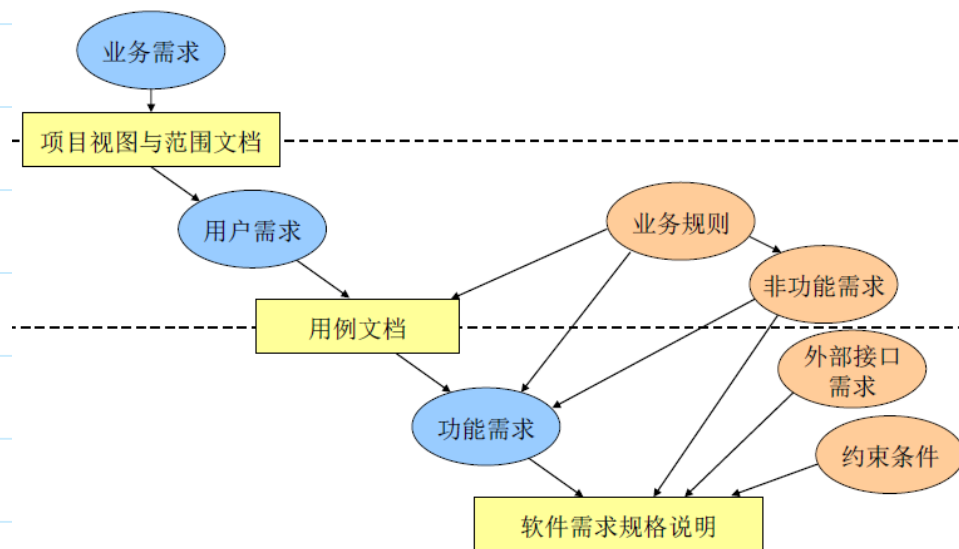 业务需求
项目视图与范围文档
用户需求
业务规则
非功能需求
用例文档
外部接口
需求
功能需求
约束条件
软件需求规格说明